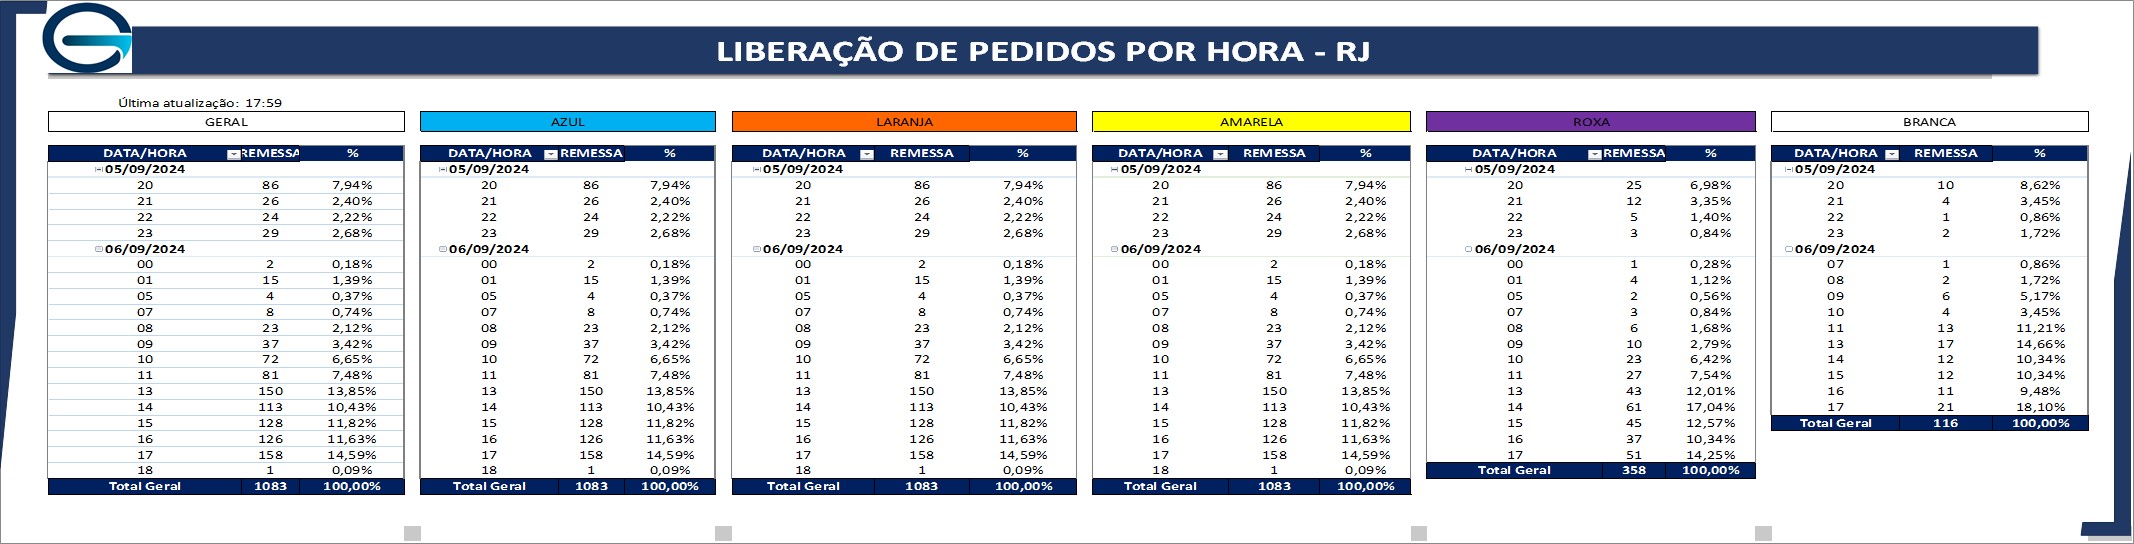 LIBERAÇÃO DE PEDIDOS POR HORA - RJ
Última atualização: 17:59
GERAL
DATA/HORA REMESSA %
05/09/2024
20 86 7,94%
21 26 2,40%
22 24 2,22%
23 29 2,68%
06/09/2024
00 2 0,18%
01 15 1,39%
05 4 0,37%
07 8 0,74%
08 23 2,12%
09 37 3,42%
10 72 6,65%
11 81 7,48%
13 150 13,85%
14 113 10,43%
15 128 11,82%
16 126 11,63%
17 158 14,59%
18 1 0,09%
Total Geral 1083 100,00%
AZUL
DATA/HORA REMESSA %
05/09/2024
20 86 7,94%
21 26 2,40%
22 24 2,22%
23 29 2,68%
06/09/2024
00 2 0,18%
01 15 1,39%
05 4 0,37%
07 8 0,74%
08 23 2,12%
09 37 3,42%
10 72 6,65%
11 81 7,48%
13 150 13,85%
14 113 10,43%
15 128 11,82%
16 126 11,63%
17 158 14,59%
18 1 0,09%
Total Geral 1083 100,00%
LARANJA
DATA/HORA REMESSA %
05/09/2024
20 86 7,94%
21 26 2,40%
22 24 2,22%
23 29 2,68%
06/09/2024
00 2 0,18%
01 15 1,39%
05 4 0,37%
07 8 0,74%
08 23 2,12%
09 37 3,42%
10 72 6,65%
11 81 7,48%
13 150 13,85%
14 113 10,43%
15 128 11,82%
16 126 11,63%
17 158 14,59%
18 1 0,09%
Total Geral 1083 100,00%
AMARELA
DATA/HORA REMESSA %
05/09/2024
20 86 7,94%
21 26 2,40%
22 24 2,22%
23 29 2,68%
06/09/2024
00 2 0,18%
01 15 1,39%
05 4 0,37%
07 8 0,74%
08 23 2,12%
09 37 3,42%
10 72 6,65%
11 81 7,48%
13 150 13,85%
14 113 10,43%
15 128 11,82%
16 126 11,63%
17 158 14,59%
18 1 0,09%
Total Geral 1083 100,00%
ROXA
DATA/HORA REMESSA %
05/09/2024
20 25 6,98%
21 12 3,35%
22 5 1,40%
23 3 0,84%
06/09/2024
00 1 0,28%
01 4 1,12%
05 2 0,56%
07 3 0,84%
08 6 1,68%
09 10 2,79%
10 23 6,42%
11 27 7,54%
13 43 12,01%
14 61 17,04%
15 45 12,57%
16 37 10,34%
17 51 14,25%
Total Geral 358 100,00%
BRANCA
DATA/HORA REMESSA %
05/09/2024
20 10 8,62%
21 4 3,45%
22 1 0,86%
23 2 1,72%
06/09/2024
07 1 0,86%
08 2 1,72%
09 6 5,17%
10 4 3,45%
11 13 11,21%
13 17 14,66%
14 12 10,34%
15 12 10,34%
16 11 9,48%
17 21 18,10%
Total Geral 116 100,00%